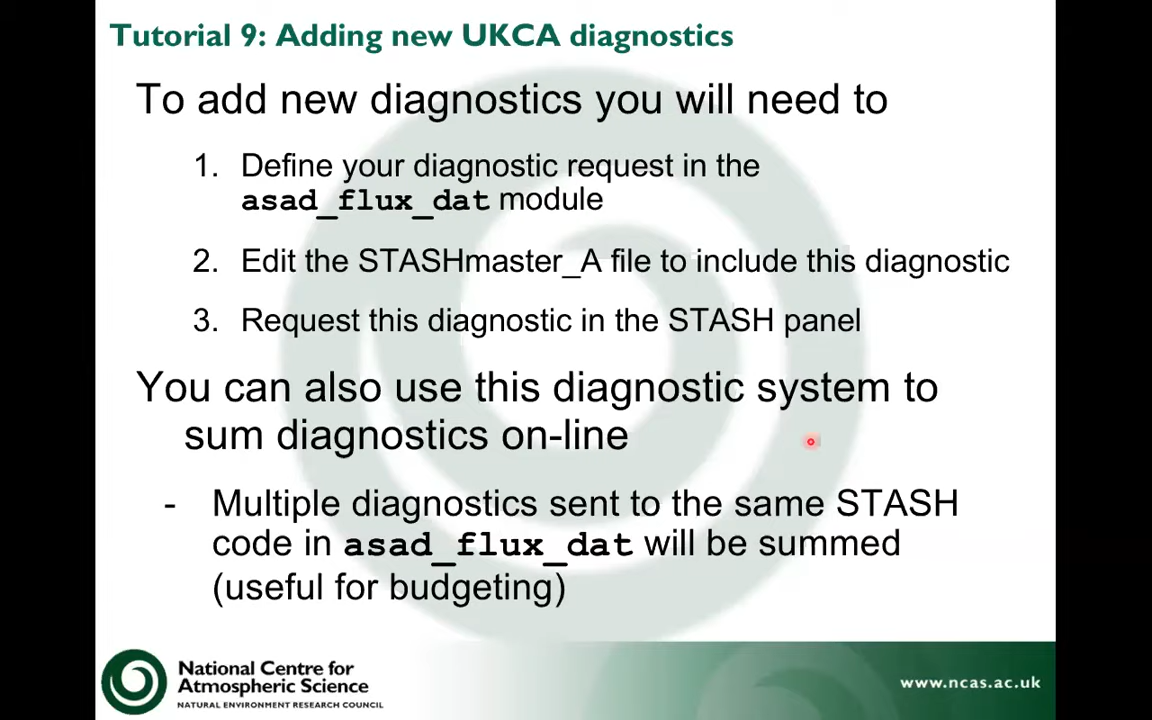 Tutorial 9: Adding new UKCA diagnostics
To add new diagnostics you will need to
1. Define your diagnostic request in the
asad_flux_dat module
2. Edit the STASHmaster_A file to include this diagnostic
3. Request this diagnostic in the STASH panel
You can also use this diagnostic system to
sum diagnostics on-line
- Multiple diagnostics sent to the same STASH
code in asad_flux_dat will be summed
(useful for budgeting)
National Centre for
Atmospheric Science
NATURAL ENVIRONMENT RESEARCH COUNCIL
www.ncas.ac.uk